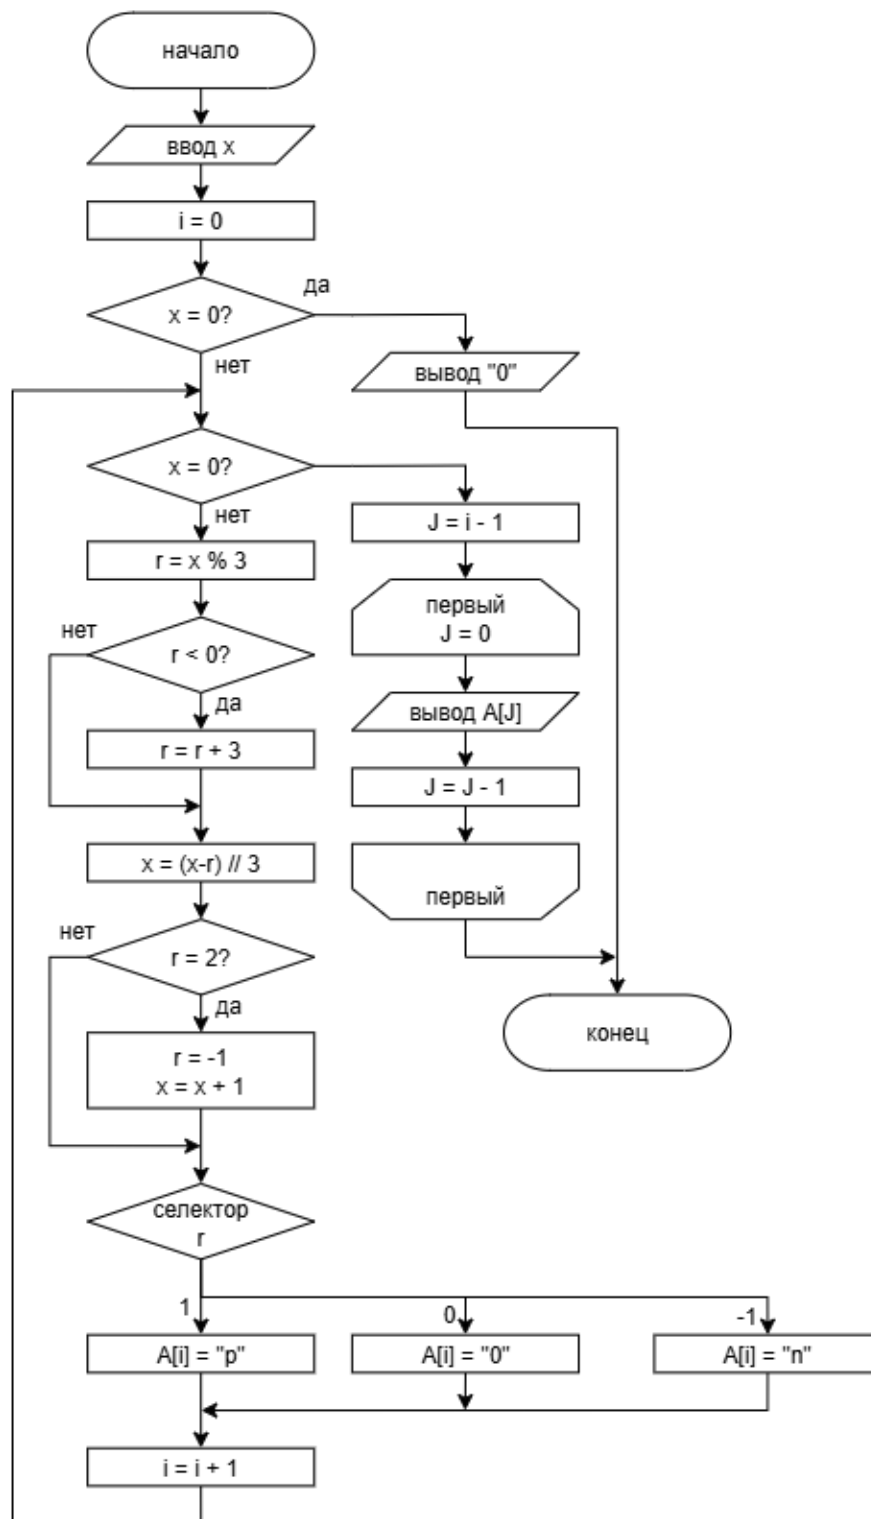 начало
ввод x
i = 0
x = 0?
да
нет
вывод "0"
x = 0?
нет
J = i - 1
r = x % 3
первый
J = 0
нет
r < 0?
да
вывод A[J]
r = r + 3
J = J - 1
x = (x-r) // 3
первый
нет
r = 2?
да
конец
r = -1
x = x + 1
селектор
r
1
0
-1
A[i] = "p"
A[i] = "0"
A[i] = "n"
i = i + 1